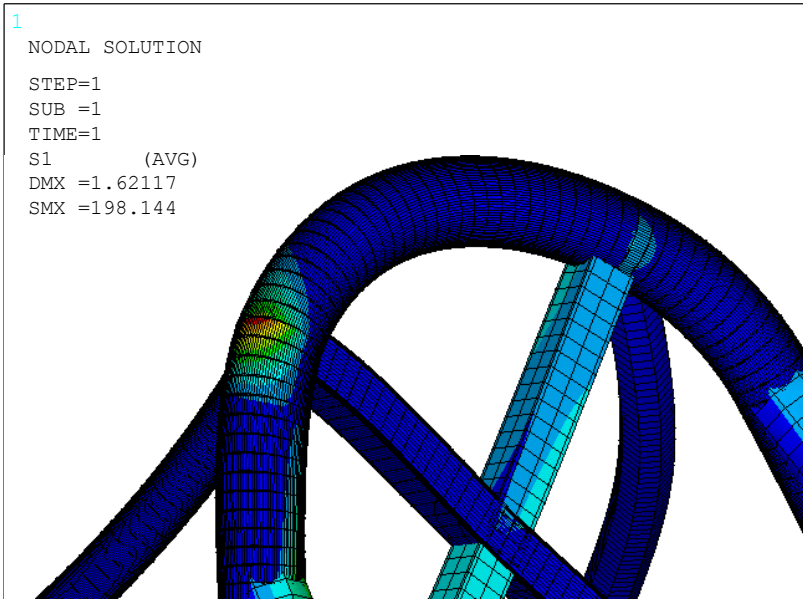 1
NODAL SOLUTION
STEP=1
SUB =1
TIME=1
S1 (AVG)
DMX =1.62117
SMX =198.144